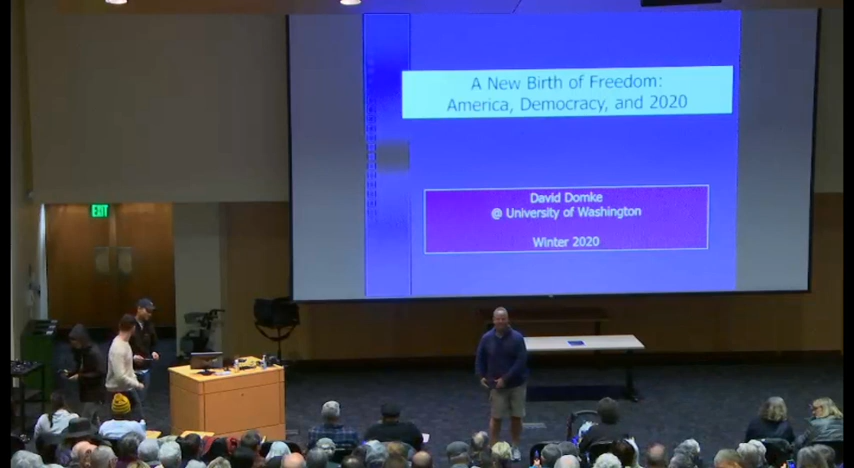 A New Birth of Freedom:
America, Democracy, and 2020
David Domke
@ University of Washington
Winter 2020
EXIT